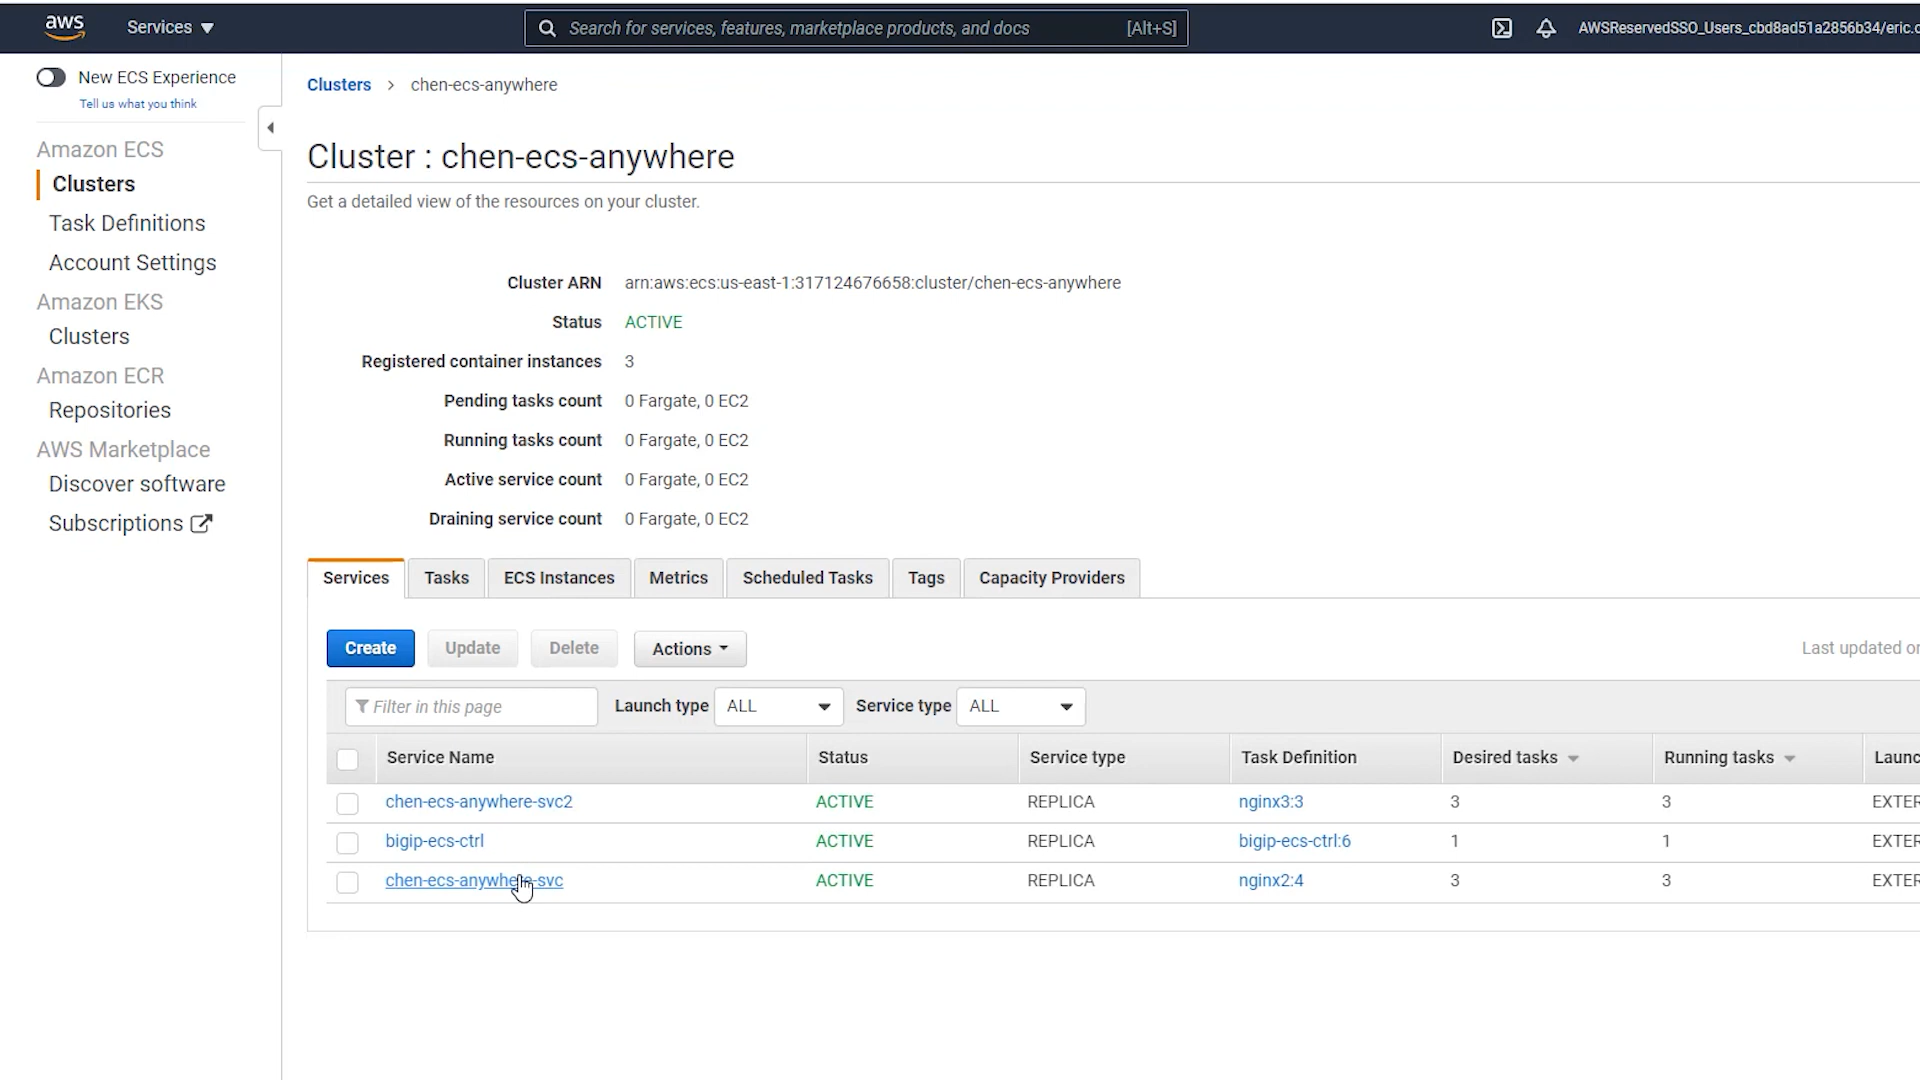 aws Services Search for services, features, marketplace products, and docs [Alt+S] AWSReservedSSO_Users_cbd8ad51a2856b34/eric.c
New ECS Experience
Tell us what you think
Amazon ECS
Clusters
Task Definitions
Account Settings
Amazon EKS
Clusters
Amazon ECR
Repositories
AWS Marketplace
Discover software
Subscriptions
Clusters > chen-ecs-anywhere
Cluster : chen-ecs-anywhere
Get a detailed view of the resources on your cluster.
Cluster ARN arn:aws:ecs:us-east-1:317124676658:cluster/chen-ecs-anywhere
Status ACTIVE
Registered container instances 3
Pending tasks count 0 Fargate, 0 EC2
Running tasks count 0 Fargate, 0 EC2
Active service count 0 Fargate, 0 EC2
Draining service count 0 Fargate, 0 EC2
Services Tasks ECS Instances Metrics Scheduled Tasks Tags Capacity Providers
Create Update Delete Actions Last updated on
Filter in this page Launch type ALL Service type ALL
Service Name Status Service type Task Definition Desired tasks Running tasks Launc
chen-ecs-anywhere-svc2 ACTIVE REPLICA nginx3:3 3 3 EXTER
bigip-ecs-ctrl ACTIVE REPLICA bigip-ecs-ctrl:6 1 1 EXTER
chen-ecs-anywhere-svc ACTIVE REPLICA nginx2:4 3 3 EXTER